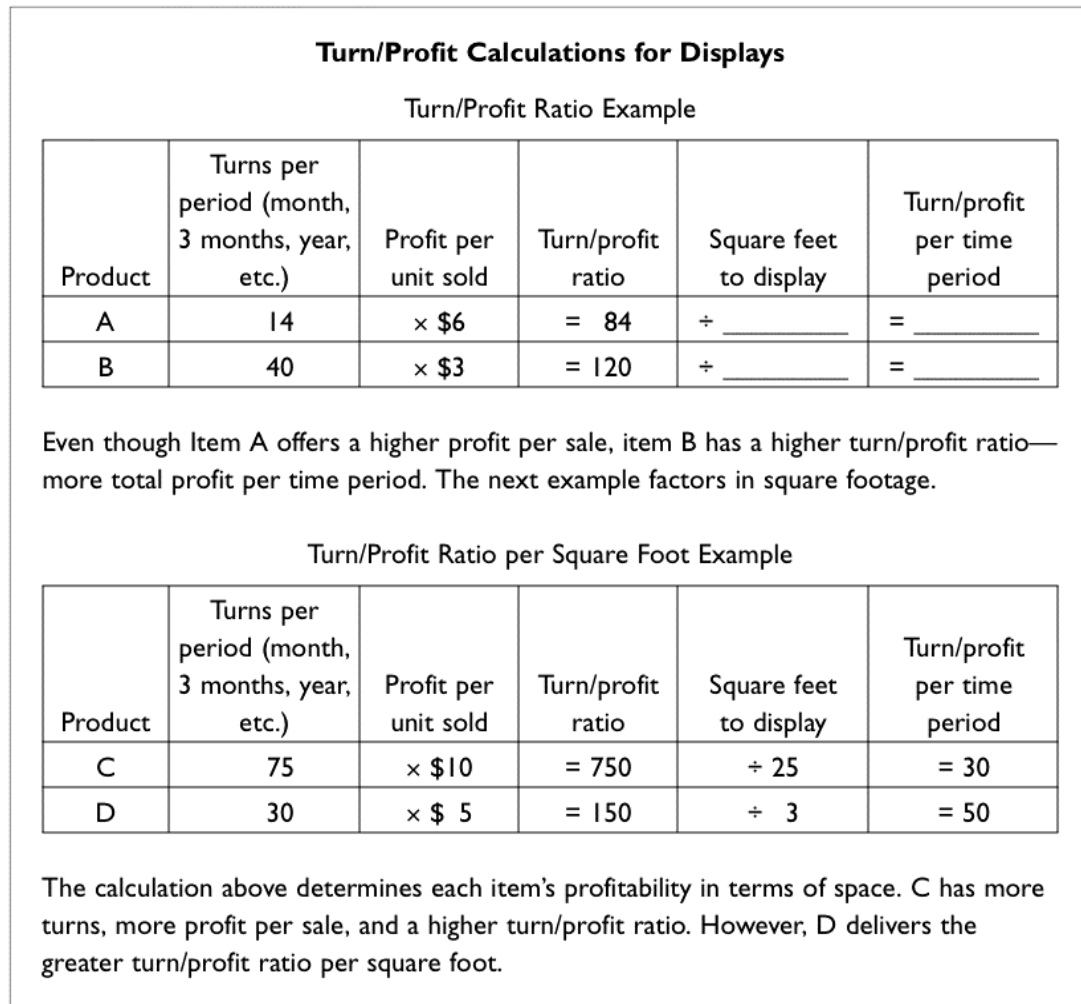 Turn/Profit Calculations for Displays
Turn/Profit Ratio Example
Product Turns per period (month, 3 months, year, etc.) Profit per unit sold Turn/profit ratio Square feet to display Turn/profit per time period
A 14 × $6 = 84 ÷ __________ = __________
B 40 × $3 = 120 ÷ __________ = __________
Even though Item A offers a higher profit per sale, item B has a higher turn/profit ratio—
more total profit per time period. The next example factors in square footage.
Turn/Profit Ratio per Square Foot Example
Product Turns per period (month, 3 months, year, etc.) Profit per unit sold Turn/profit ratio Square feet to display Turn/profit per time period
C 75 × $10 = 750 ÷ 25 = 30
D 30 × $ 5 = 150 ÷ 3 = 50
The calculation above determines each item's profitability in terms of space. C has more
turns, more profit per sale, and a higher turn/profit ratio. However, D delivers the
greater turn/profit ratio per square foot.